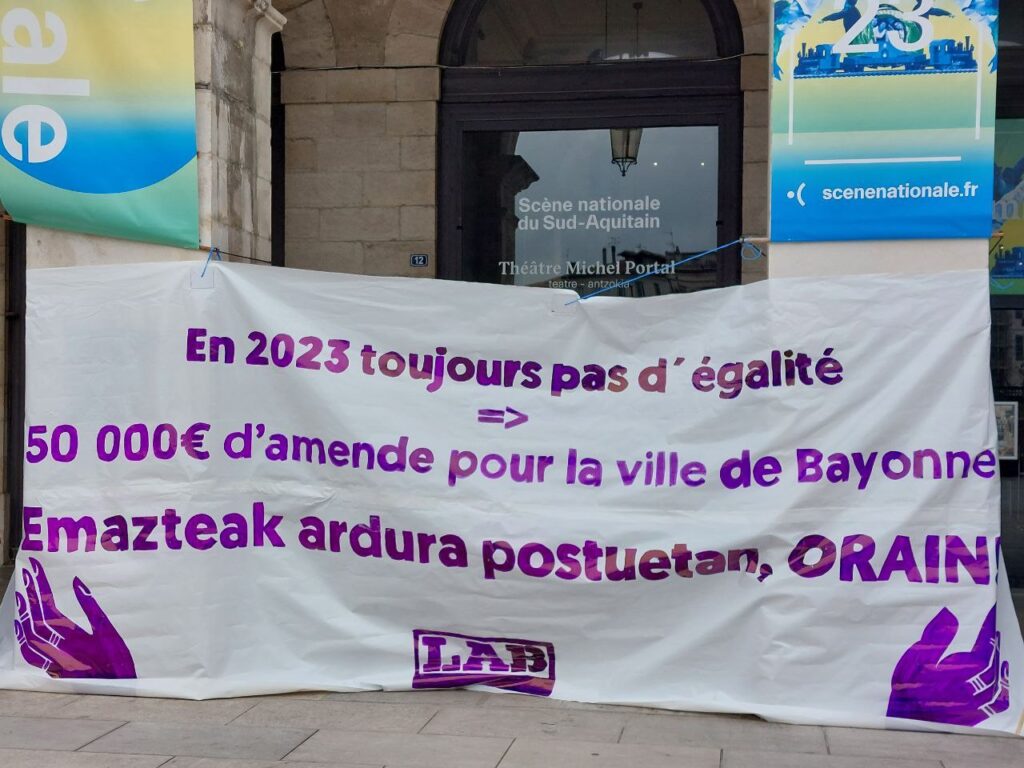 ale
23
scenenationale.fr
Scène nationale
du Sud-Aquitain
12
Théâtre Michel Portal
teatre - antzokia
En 2023 toujours pas d´égalité
=>
50 000€ d'amende pour la ville de Bayonne
Emazteak ardura postuetan, ORAIN!
LAB